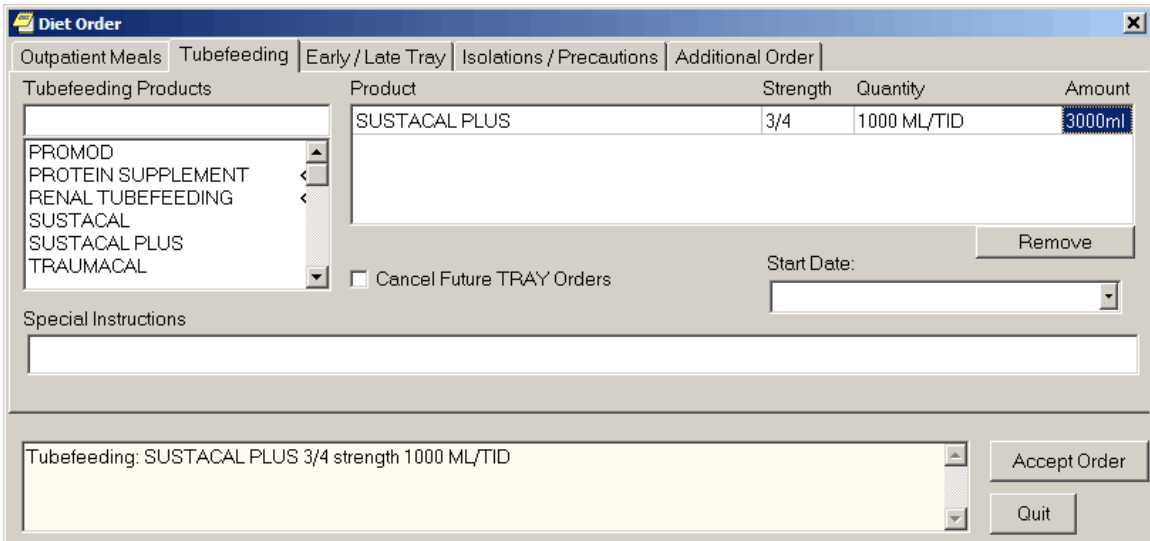 Diet Order
Outpatient Meals Tubefeeding Early / Late Tray Isolations / Precautions Additional Order
Tubefeeding Products Product Strength Quantity Amount
SUSTACAL PLUS 3/4 1000 ML/TID 3000ml
PROMOD
PROTEIN SUPPLEMENT <
RENAL TUBEFEEDING <
SUSTACAL
SUSTACAL PLUS
TRAUMACAL
Remove
Cancel Future TRAY Orders
Start Date:
Special Instructions
Tubefeeding: SUSTACAL PLUS 3/4 strength 1000 ML/TID
Accept Order
Quit